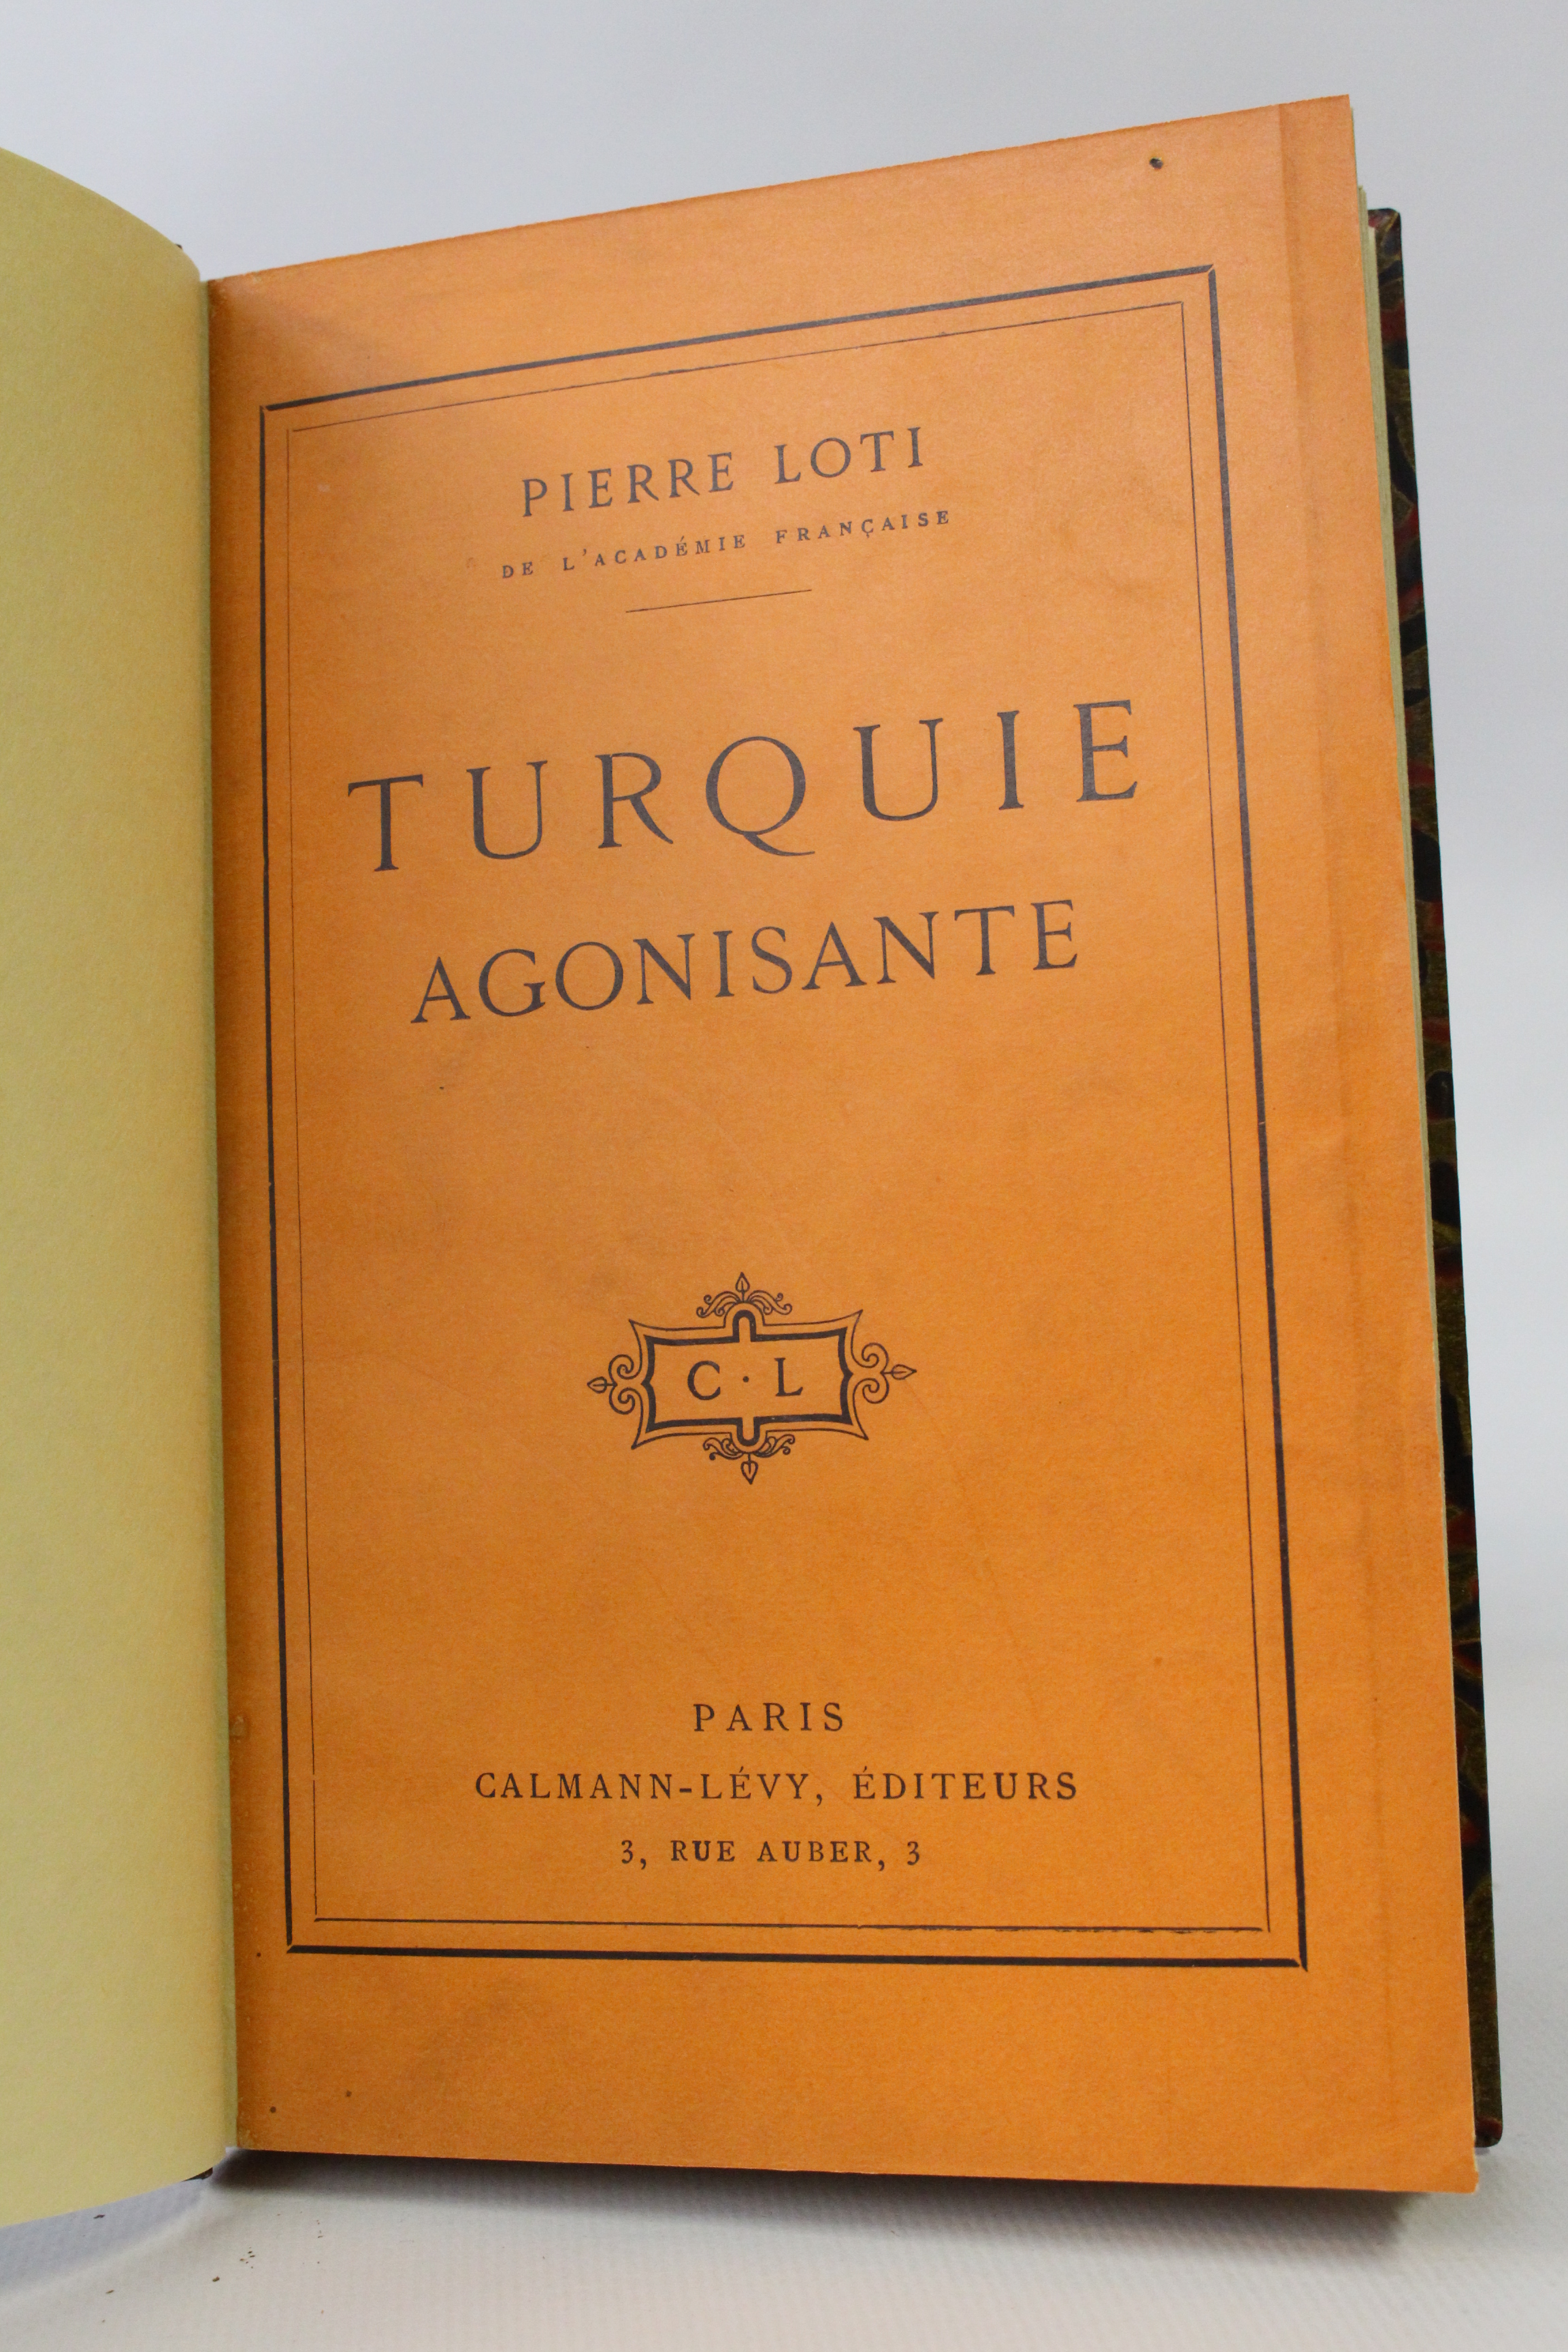 PIERRE LOTI
DE L'ACADÉMIE FRANÇAISE
TURQUIE
AGONISANTE
C · L
PARIS
CALMANN-LÉVY, ÉDITEURS
3, RUE AUBER, 3